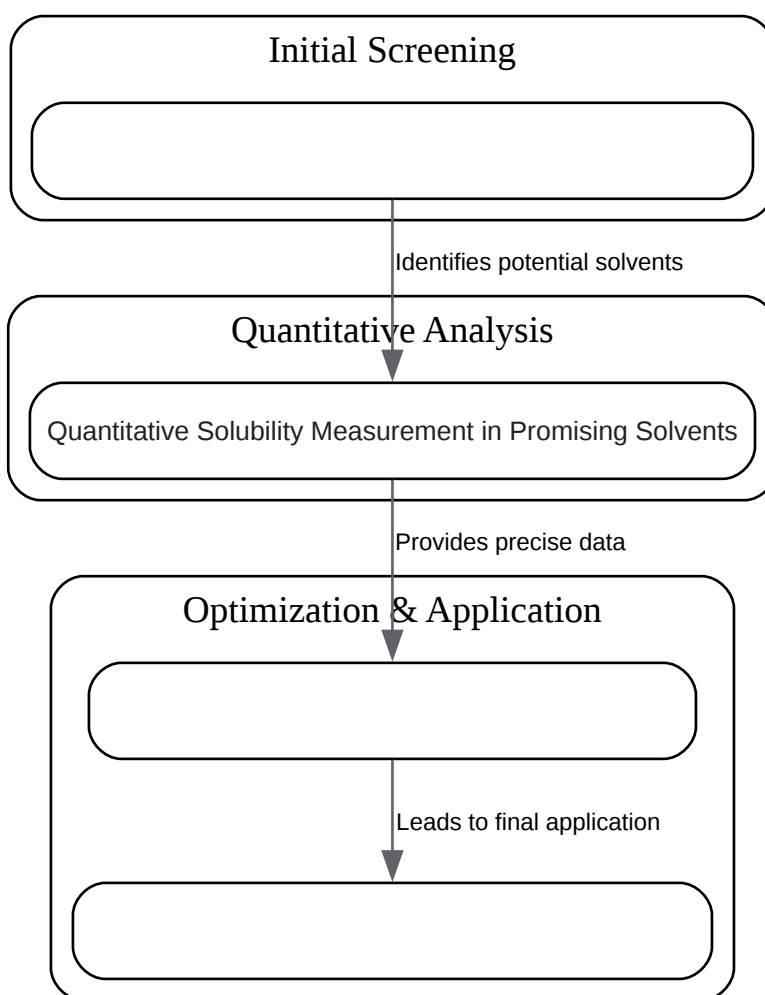 Initial Screening
Identifies potential solvents
Quantitative Analysis
Quantitative Solubility Measurement in Promising Solvents
Provides precise data
Optimization & Application
Leads to final application